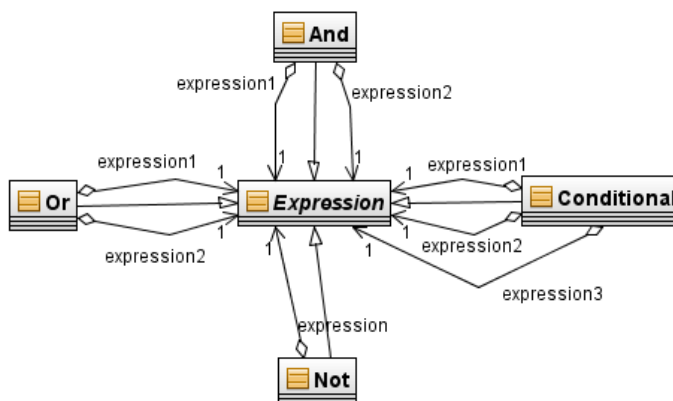 And
expression1
expression2
1
1
expression1
1
expression1
1
Or
Expression
Conditional
1
1
expression2
expression2
1
1
expression3
expression
Not